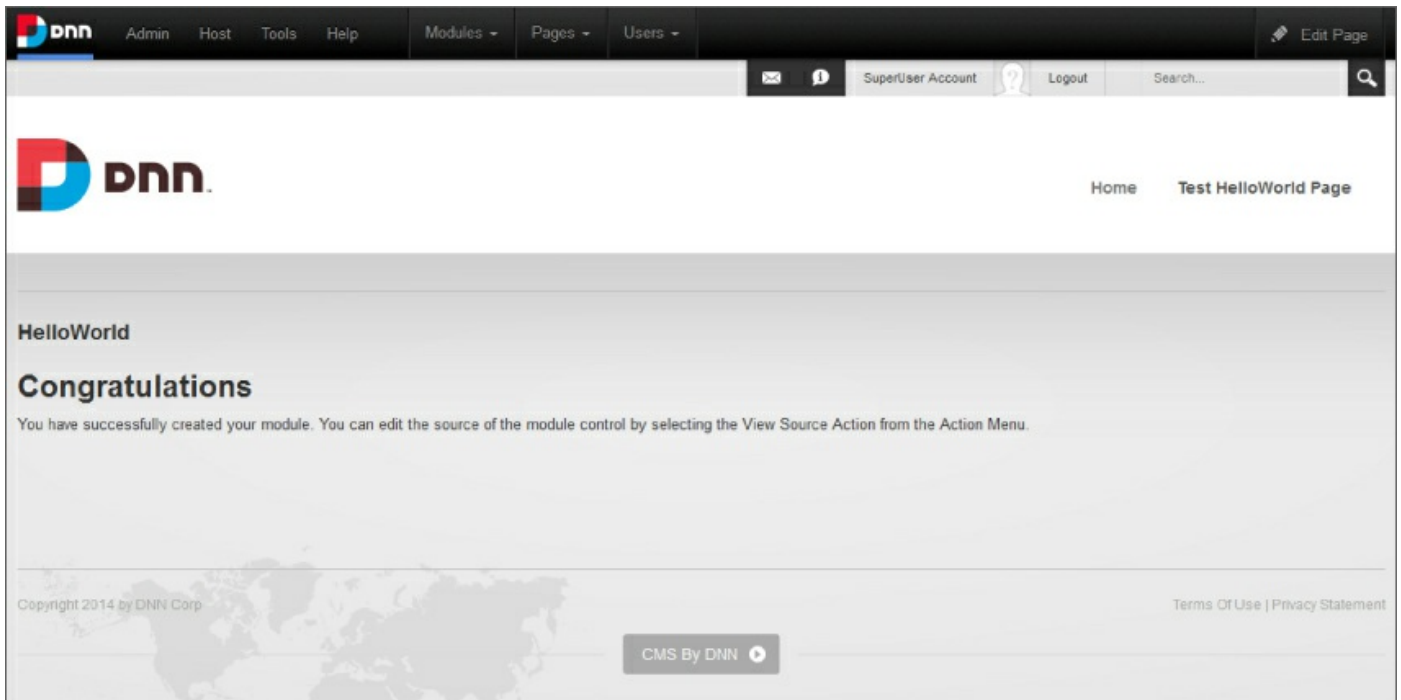 DNN Admin Host Tools Help Modules Pages Users Edit Page
SuperUser Account Logout Search...
DNN
Home Test HelloWorld Page
HelloWorld
Congratulations
You have successfully created your module. You can edit the source of the module control by selecting the View Source Action from the Action Menu.
Copyright 2014 by DNN Corp Terms Of Use | Privacy Statement
CMS By DNN